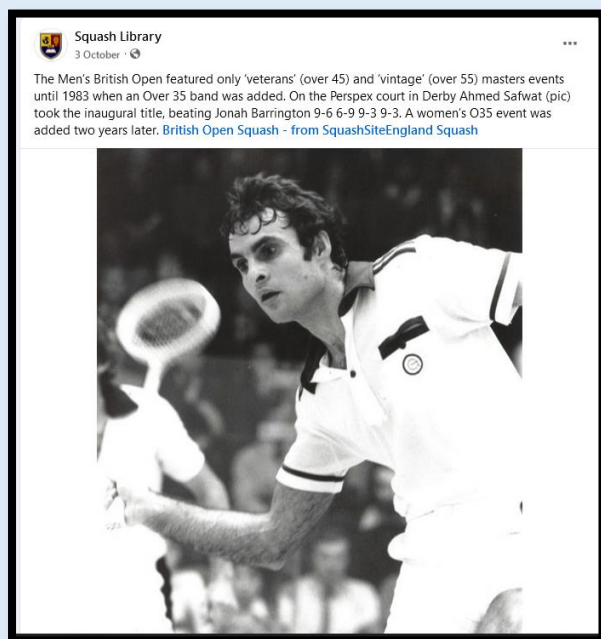 Squash Library
3 October ·
The Men's British Open featured only 'veterans' (over 45) and 'vintage' (over 55) masters events
until 1983 when an Over 35 band was added. On the Perspex court in Derby Ahmed Safwat (pic)
took the inaugural title, beating Jonah Barrington 9-6 6-9 9-3 9-3. A women's O35 event was
added two years later. British Open Squash - from SquashSiteEngland Squash